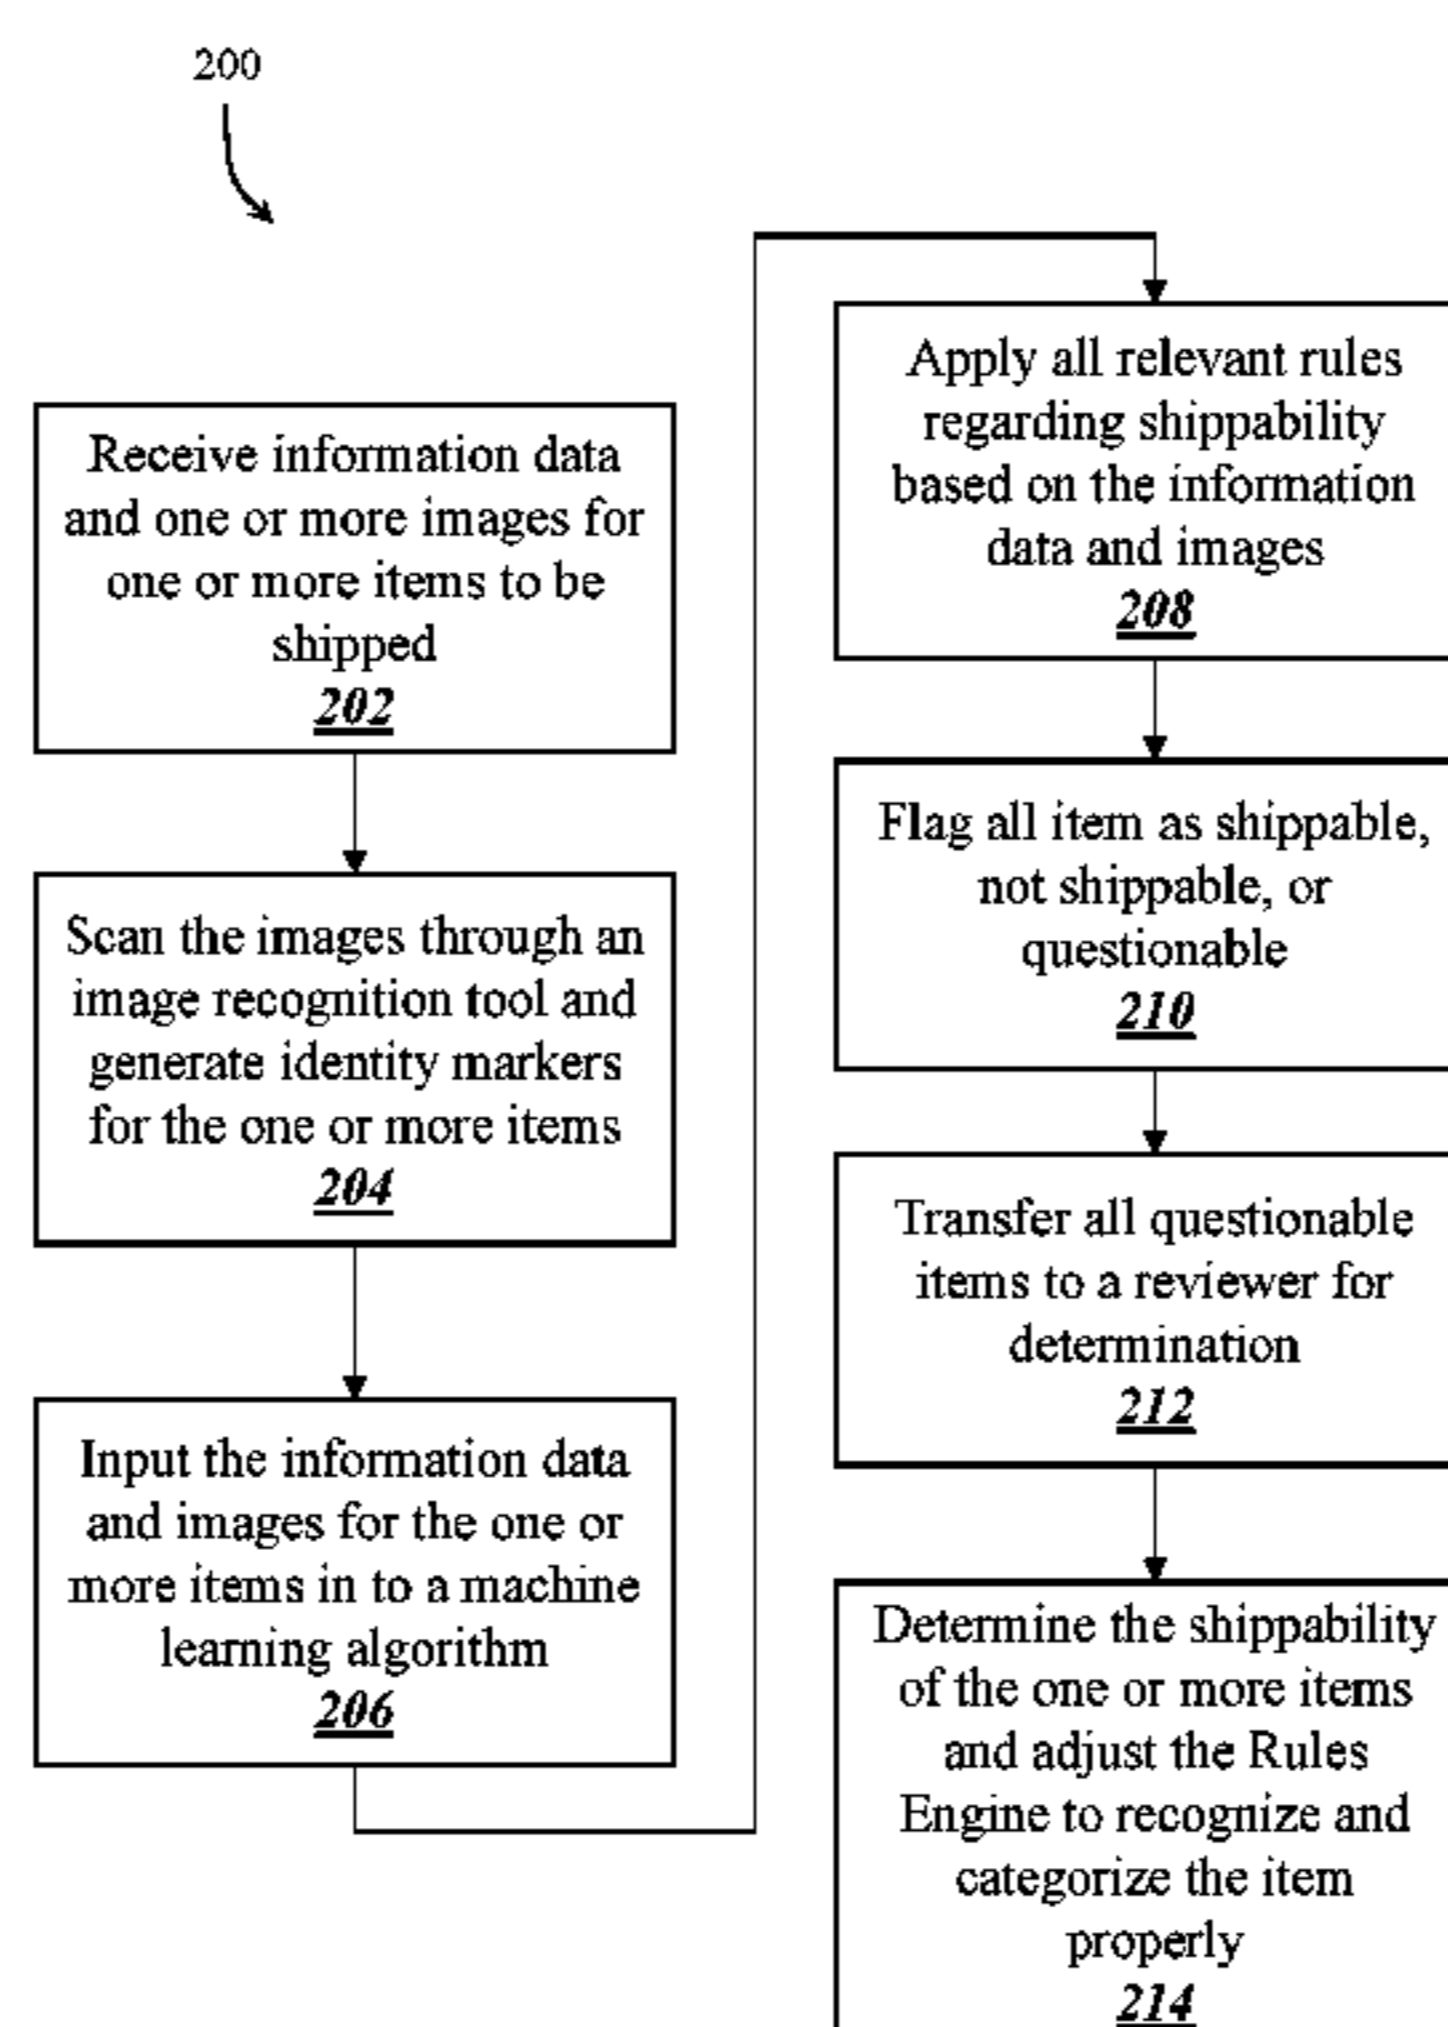 200
Receive information data
and one or more images for
one or more items to be
shipped
202
Scan the images through an
image recognition tool and
generate identity markers
for the one or more items
204
Input the information data
and images for the one or
more items in to a machine
learning algorithm
206
Apply all relevant rules
regarding shippability
based on the information
data and images
208
Flag all item as shippable,
not shippable, or
questionable
210
Transfer all questionable
items to a reviewer for
determination
212
Determine the shippability
of the one or more items
and adjust the Rules
Engine to recognize and
categorize the item
properly
214